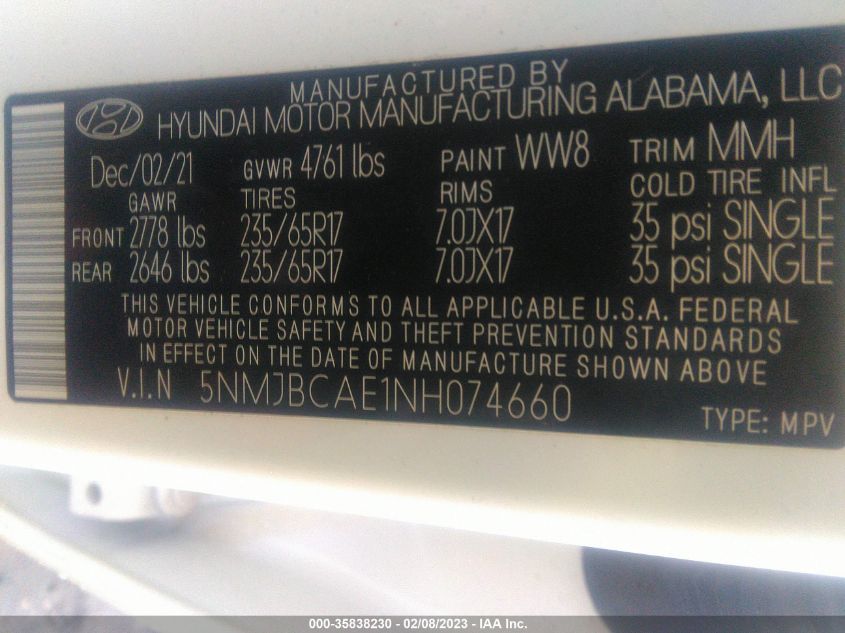 MANUFACTURED BY
HYUNDAI MOTOR MANUFACTURING ALABAMA, LLC
Dec/02/21 GVWR 4761 lbs PAINT WW8 TRIM MMH
GAWR TIRES RIMS COLD TIRE INFL
FRONT 2778 lbs 235/65R17 7.0JX17 35 psi SINGLE
REAR 2646 lbs 235/65R17 7.0JX17 35 psi SINGLE
THIS VEHICLE CONFORMS TO ALL APPLICABLE U.S.A. FEDERAL
MOTOR VEHICLE SAFETY AND THEFT PREVENTION STANDARDS
IN EFFECT ON THE DATE OF MANUFACTURE SHOWN ABOVE
V.I.N 5NMJBCAE1NH074660
TYPE: MPV
000-35838230 - 02/08/2023 - IAA Inc.